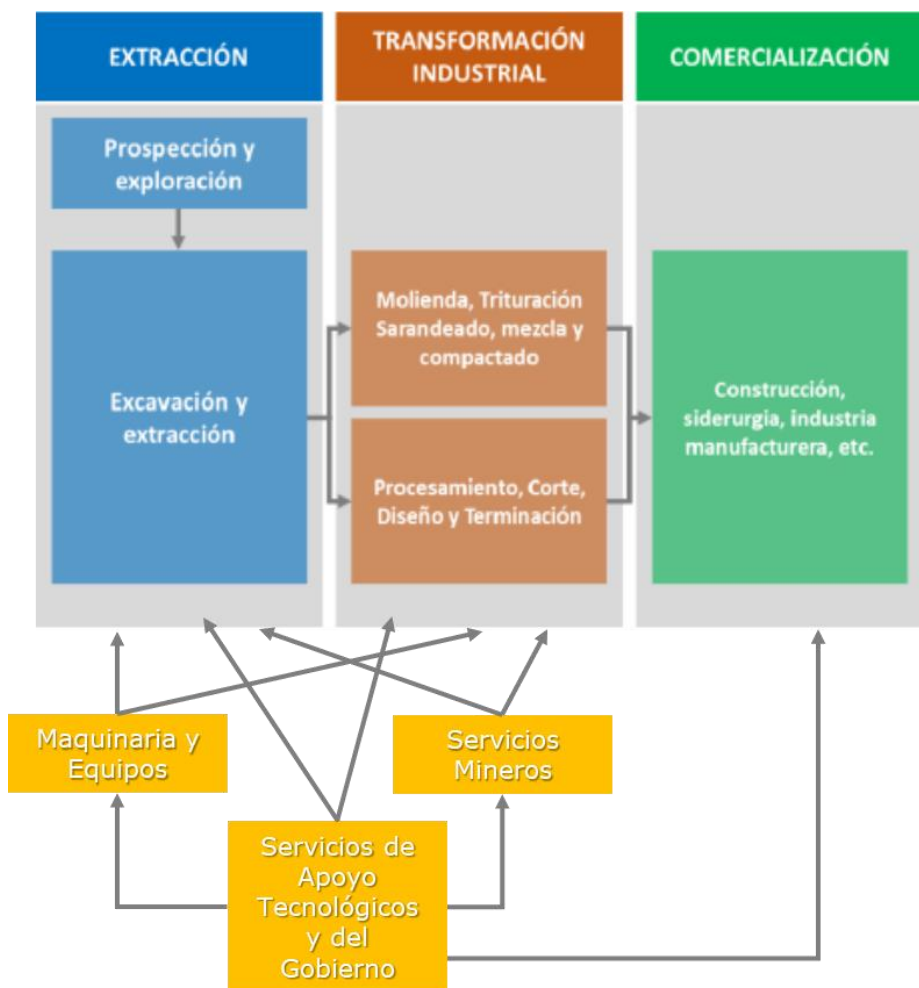 EXTRACCIÓN
TRANSFORMACIÓN
INDUSTRIAL
COMERCIALIZACIÓN
Prospección y
exploración
Excavación y
extracción
Molienda, Trituración
Sarandeado, mezcla y
compactado
Procesamiento, Corte,
Diseño y Terminación
Construcción,
siderurgia, industria
manufacturera, etc.
Maquinaria y
Equipos
Servicios
Mineros
Servicios de
Apoyo
Tecnológicos
y del
Gobierno